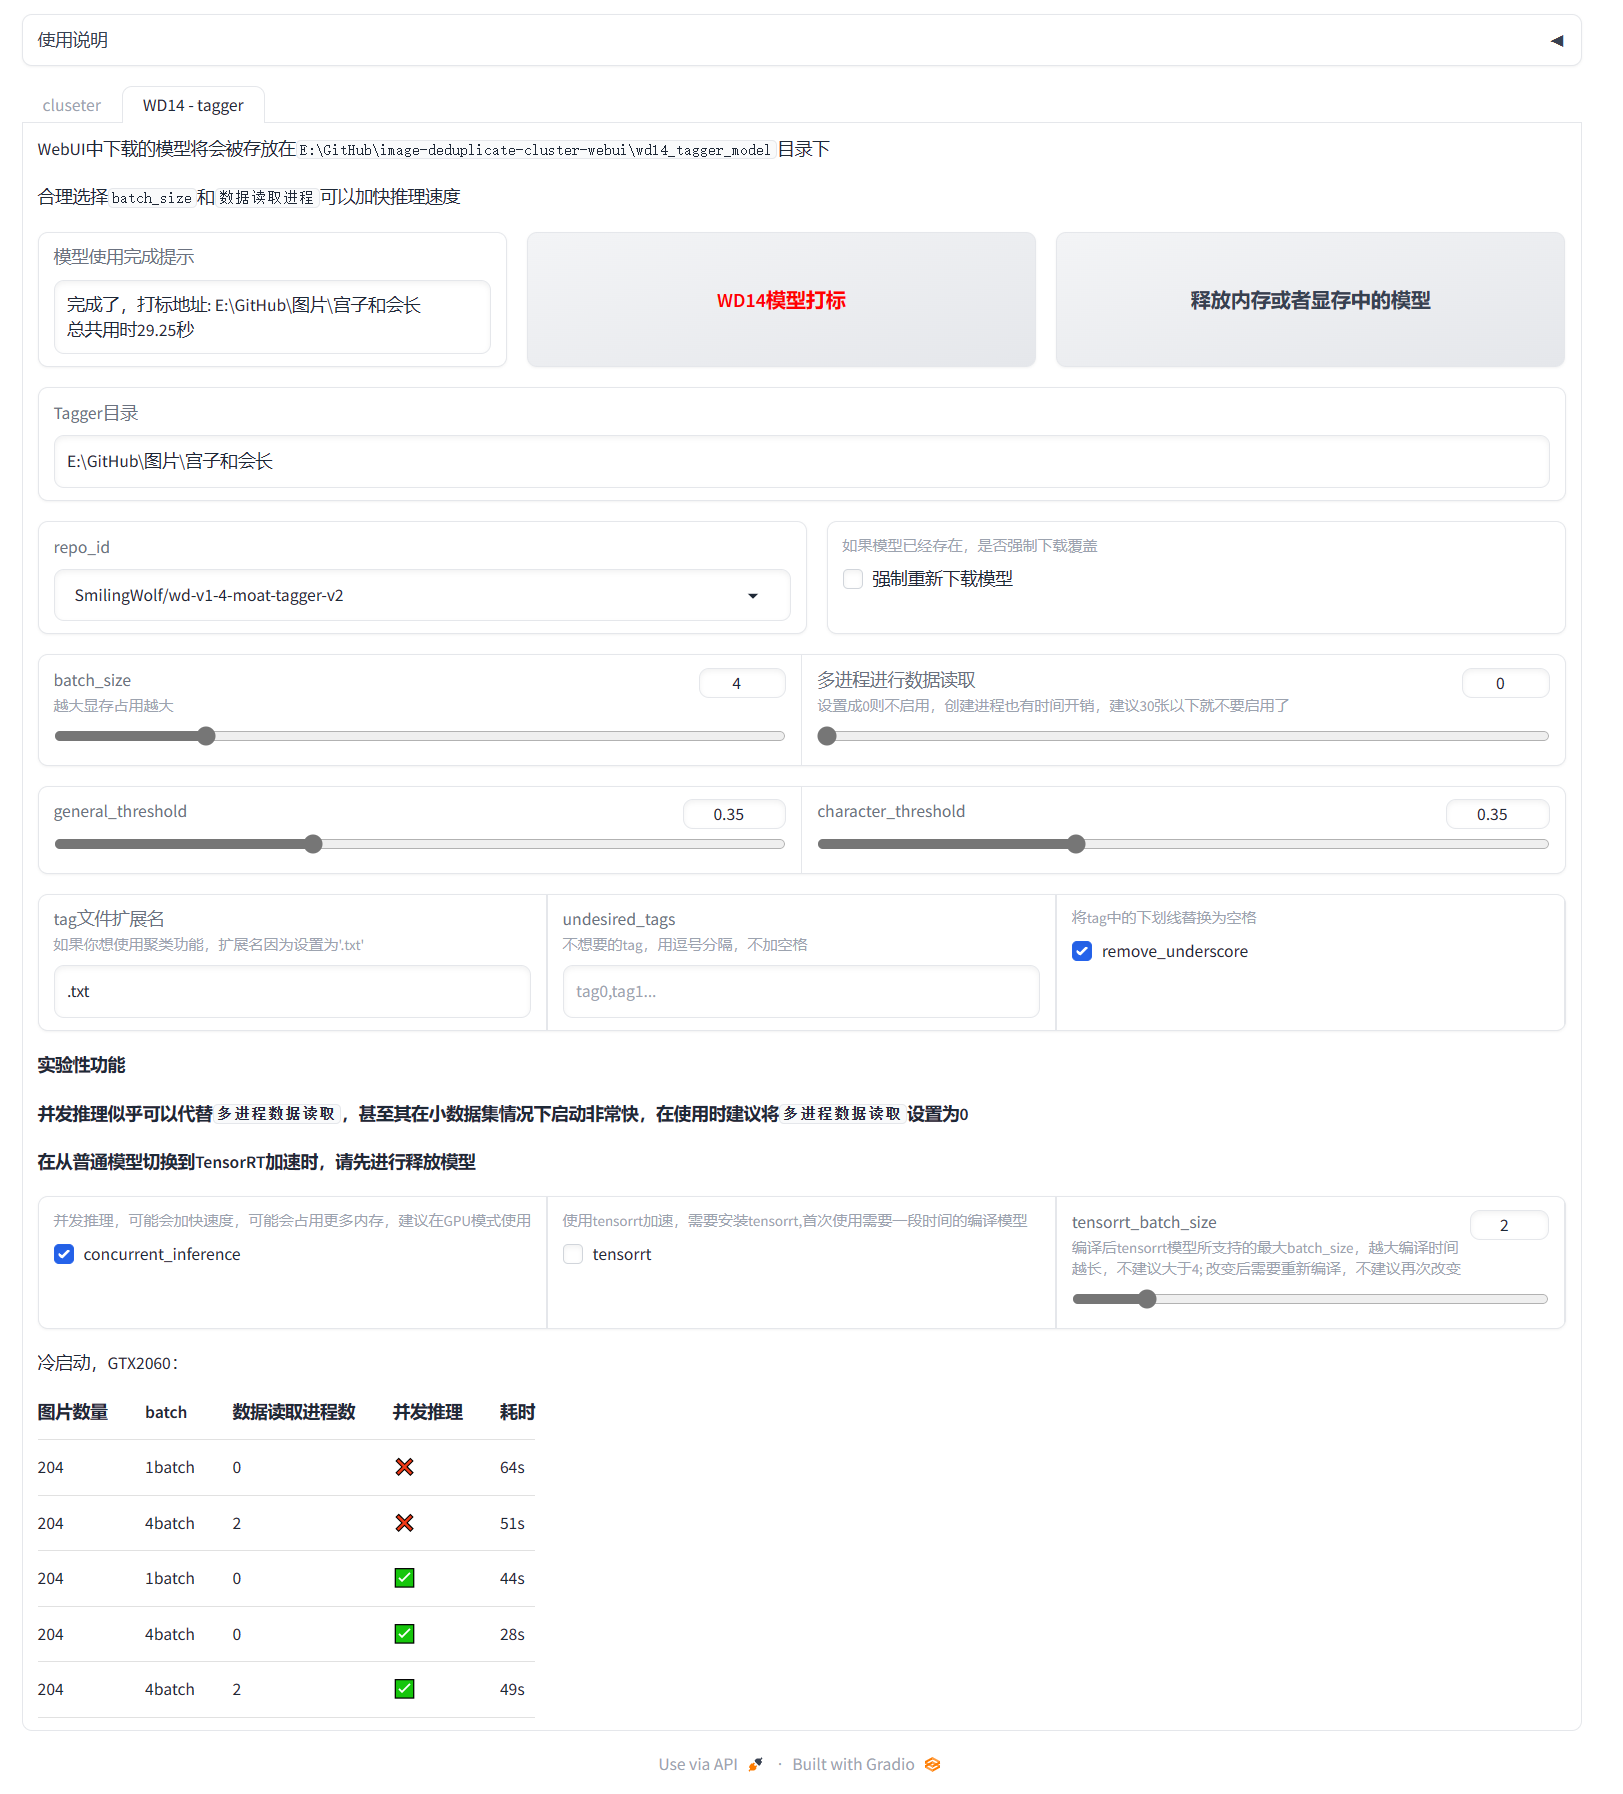 使用说明
cluseter
WD14 - tagger
WebUI中下载的模型将会被存放在 E:\GitHub\image-deduplicate-cluster-webui\wd14_tagger_model 目录下
合理选择 batch_size 和 数据读取进程 可以加快推理速度
模型使用完成提示
完成了，打标地址: E:\GitHub\图片\宫子和会长
总共用时29.25秒
WD14模型打标
释放内存或者显存中的模型
Tagger目录
E:\GitHub\图片\宫子和会长
repo_id
SmilingWolf/wd-v1-4-moat-tagger-v2
如果模型已经存在，是否强制下载覆盖
强制重新下载模型
batch_size
4
越大显存占用越大
多进程进行数据读取
0
设置成0则不启用，创建进程也有时间开销，建议30张以下就不要启用了
general_threshold
0.35
character_threshold
0.35
tag文件扩展名
如果你想使用聚类功能，扩展名因为设置为'.txt'
.txt
undesired_tags
不想要的tag，用逗号分隔，不加空格
tag0,tag1...
将tag中的下划线替换为空格
remove_underscore
实验性功能
并发推理似乎可以代替 多进程数据读取 ，甚至其在小数据集情况下启动非常快，在使用时建议将 多进程数据读取 设置为0
在从普通模型切换到TensorRT加速时，请先进行释放模型
并发推理，可能会加快速度，可能会占用更多内存，建议在GPU模式使用
concurrent_inference
使用tensorrt加速，需要安装tensorrt,首次使用需要一段时间的编译模型
tensorrt
tensorrt_batch_size
2
编译后tensorrt模型所支持的最大batch_size，越大编译时间
越长，不建议大于4; 改变后需要重新编译，不建议再次改变
冷启动，GTX2060：
图片数量 batch 数据读取进程数 并发推理 耗时
204 1batch 0 ❌ 64s
204 4batch 2 ❌ 51s
204 1batch 0 ✅ 44s
204 4batch 0 ✅ 28s
204 4batch 2 ✅ 49s
Use via API · Built with Gradio